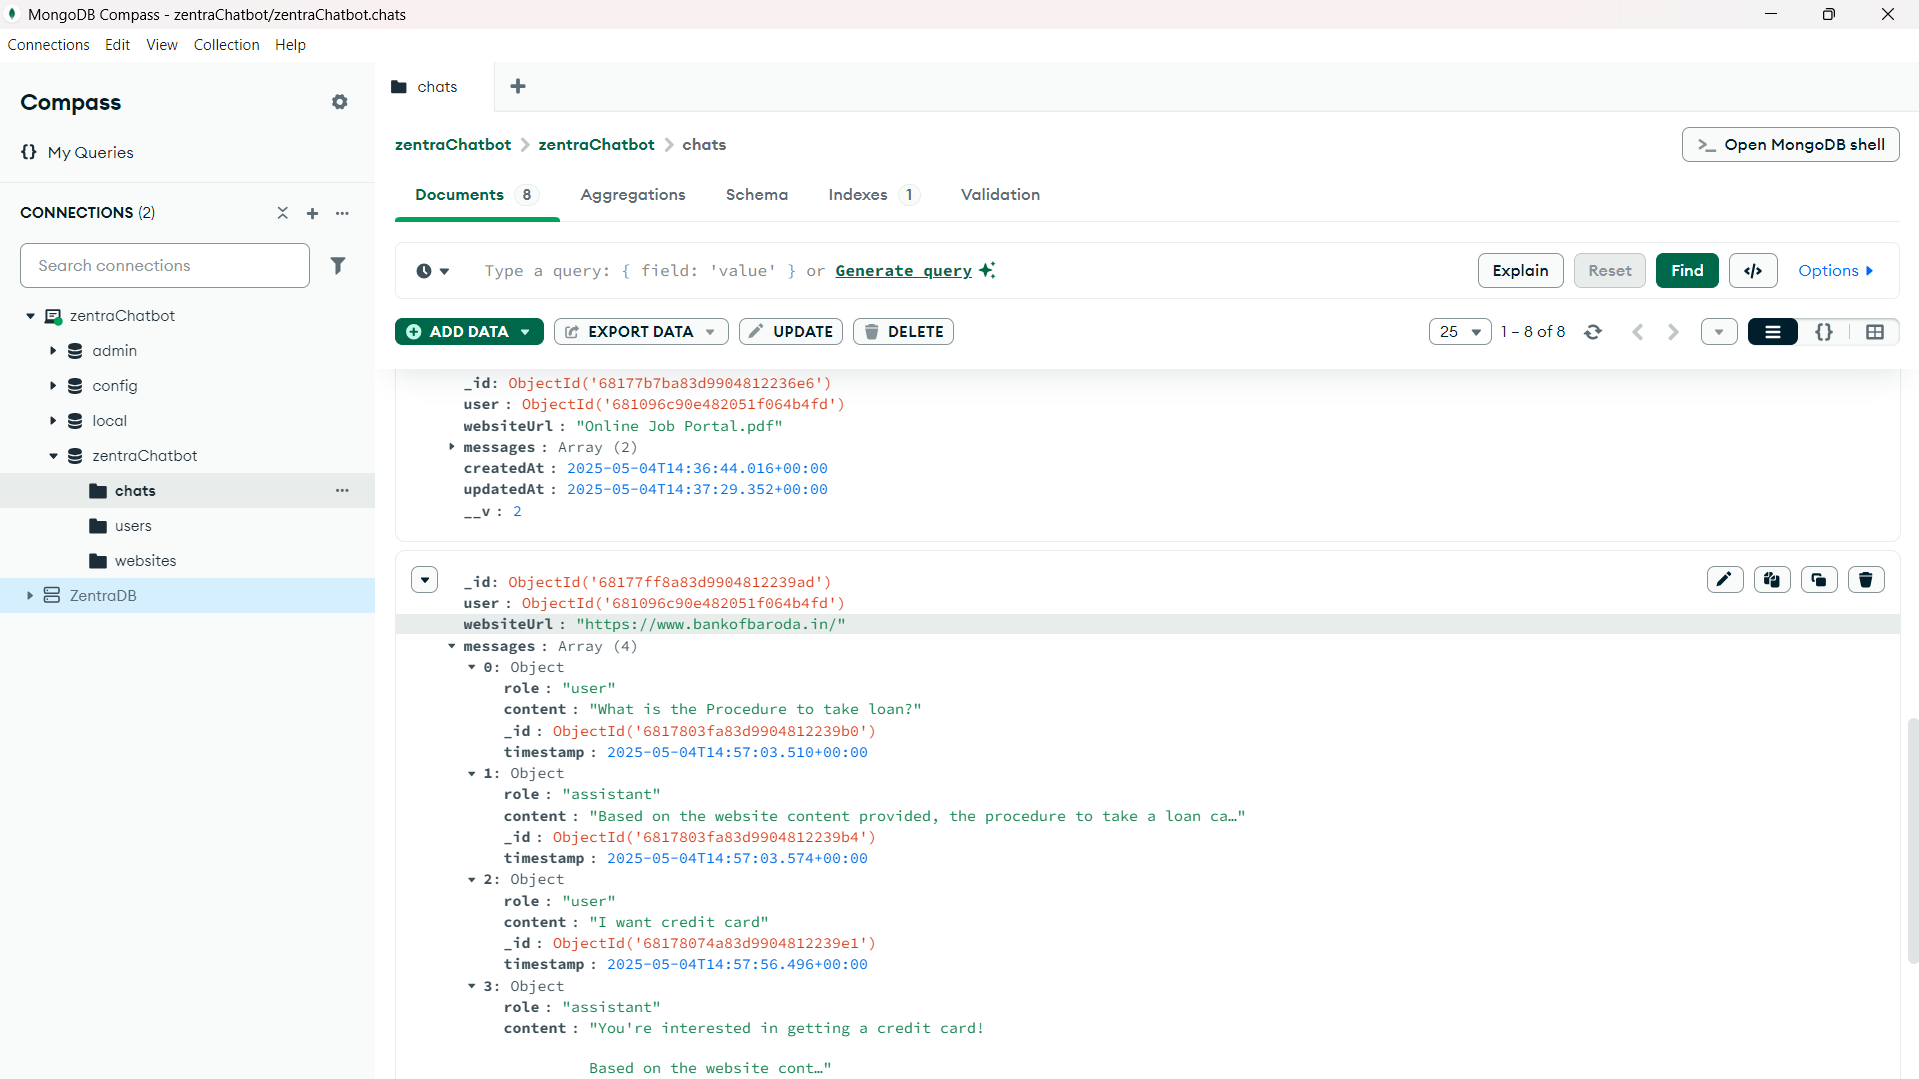 MongoDB Compass - zentraChatbot/zentraChatbot.chats
Connections Edit View Collection Help
Compass
{} My Queries
CONNECTIONS (2)
Search connections
zentraChatbot
admin
config
local
zentraChatbot
chats
users
websites
ZentraDB
chats
zentraChatbot > zentraChatbot > chats
>_ Open MongoDB shell
Documents 8 Aggregations Schema Indexes 1 Validation
Type a query: { field: 'value' } or Generate query
Explain Reset Find </> Options
ADD DATA EXPORT DATA UPDATE DELETE
25 1 – 8 of 8 {}
_id: ObjectId('68177b7ba83d9904812236e6')
user : ObjectId('681096c90e482051f064b4fd')
websiteUrl : "Online Job Portal.pdf"
messages : Array (2)
createdAt : 2025-05-04T14:36:44.016+00:00
updatedAt : 2025-05-04T14:37:29.352+00:00
__v : 2
_id: ObjectId('68177ff8a83d9904812239ad')
user : ObjectId('681096c90e482051f064b4fd')
websiteUrl : "https://www.bankofbaroda.in/"
messages : Array (4)
0: Object
role : "user"
content : "What is the Procedure to take loan?"
_id : ObjectId('6817803fa83d9904812239b0')
timestamp : 2025-05-04T14:57:03.510+00:00
1: Object
role : "assistant"
content : "Based on the website content provided, the procedure to take a loan ca…"
_id : ObjectId('6817803fa83d9904812239b4')
timestamp : 2025-05-04T14:57:03.574+00:00
2: Object
role : "user"
content : "I want credit card"
_id : ObjectId('68178074a83d9904812239e1')
timestamp : 2025-05-04T14:57:56.496+00:00
3: Object
role : "assistant"
content : "You're interested in getting a credit card!
Based on the website cont…"